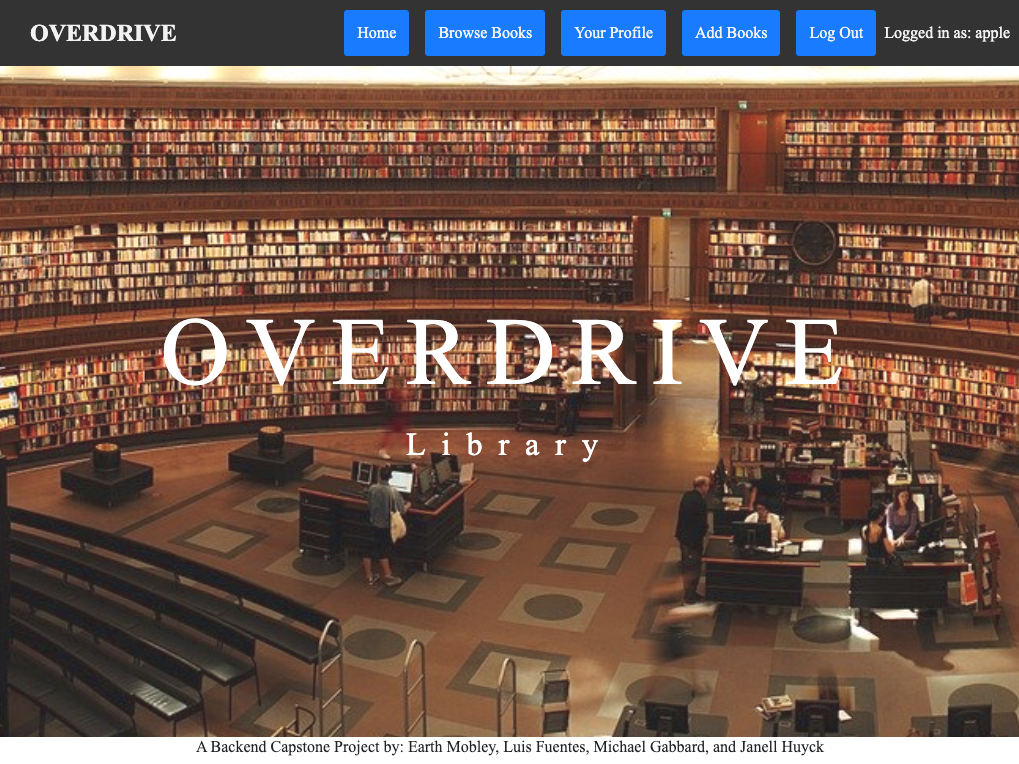 OVERDRIVE Home Browse Books Your Profile Add Books Log Out Logged in as: apple
OVERDRIVE
Library
A Backend Capstone Project by: Earth Mobley, Luis Fuentes, Michael Gabbard, and Janell Huyck